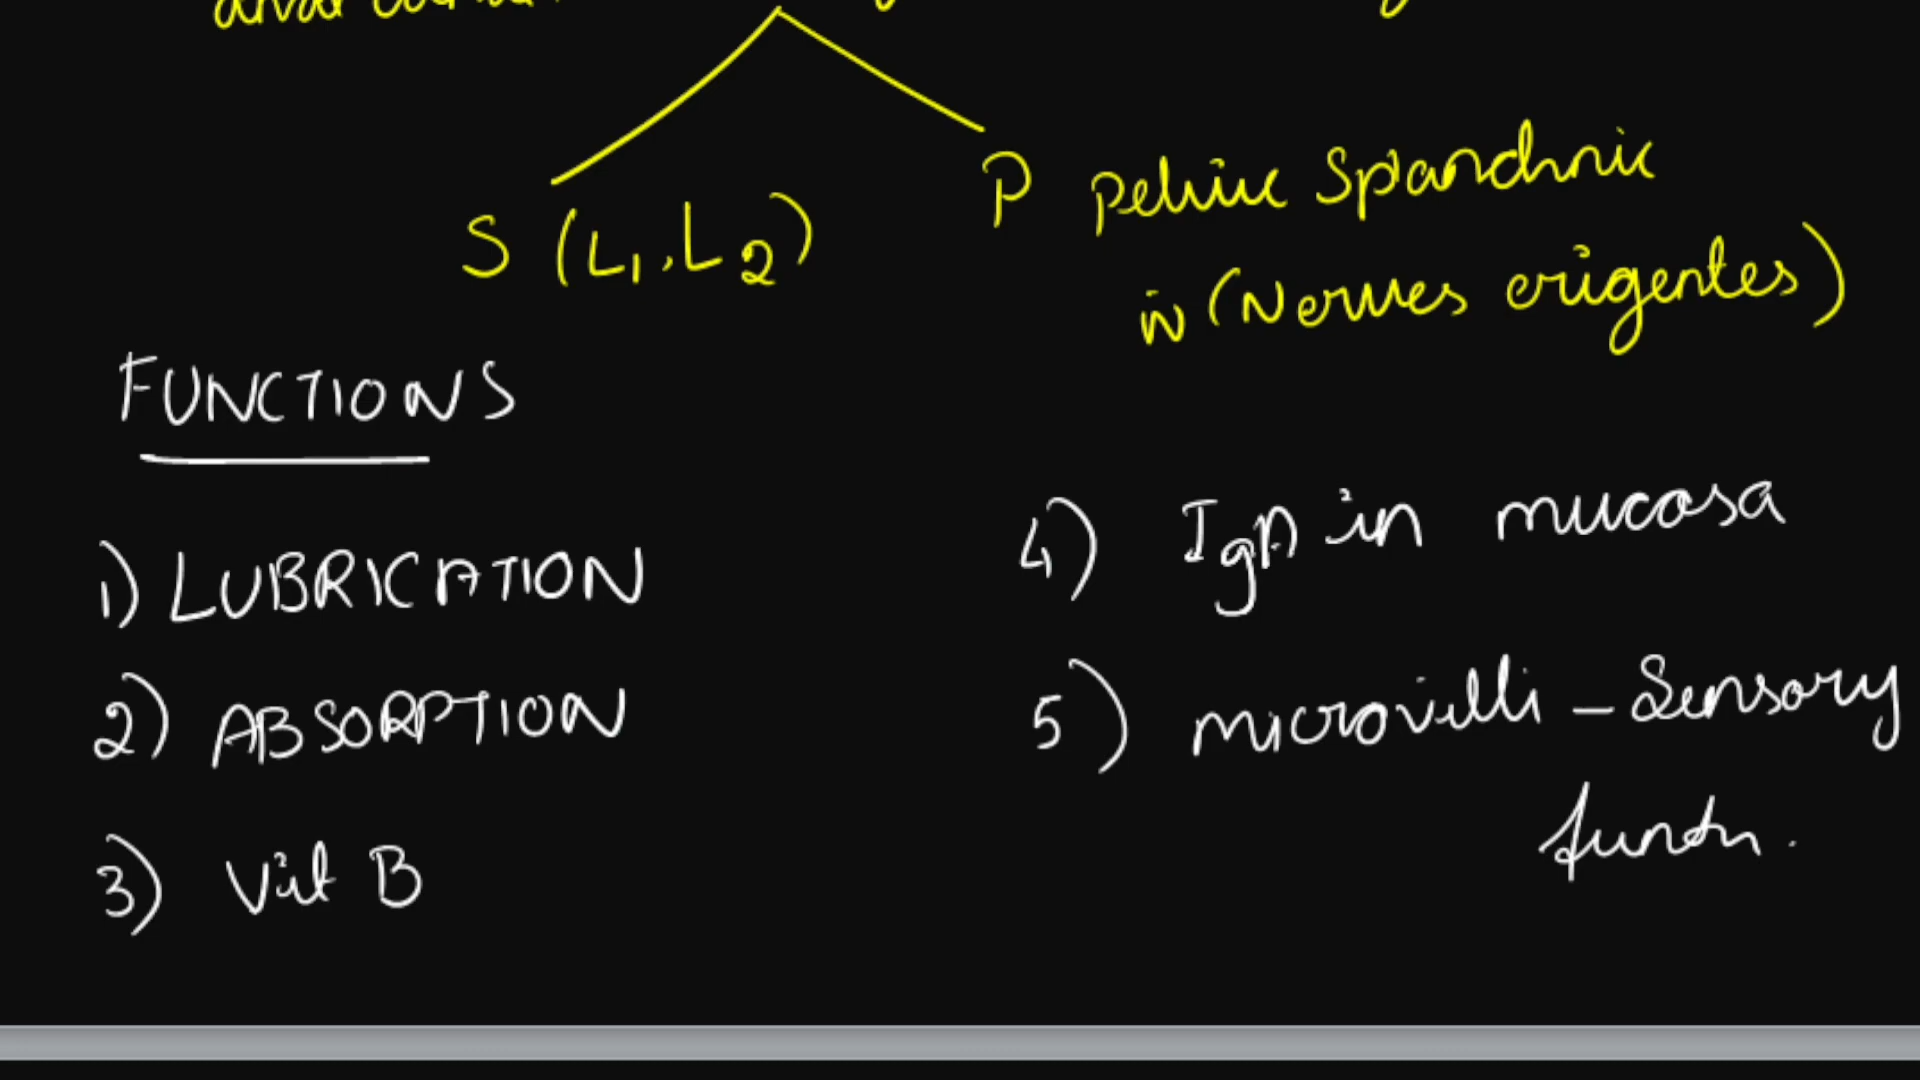 S (L1, L2)
P pelvic Splanchnic
n (Nerves erigentes)
FUNCTIONS
1) LUBRICATION
2) ABSORPTION
3) Vit B
4) IgA in mucosa
5) microvilli - Sensory
functn.